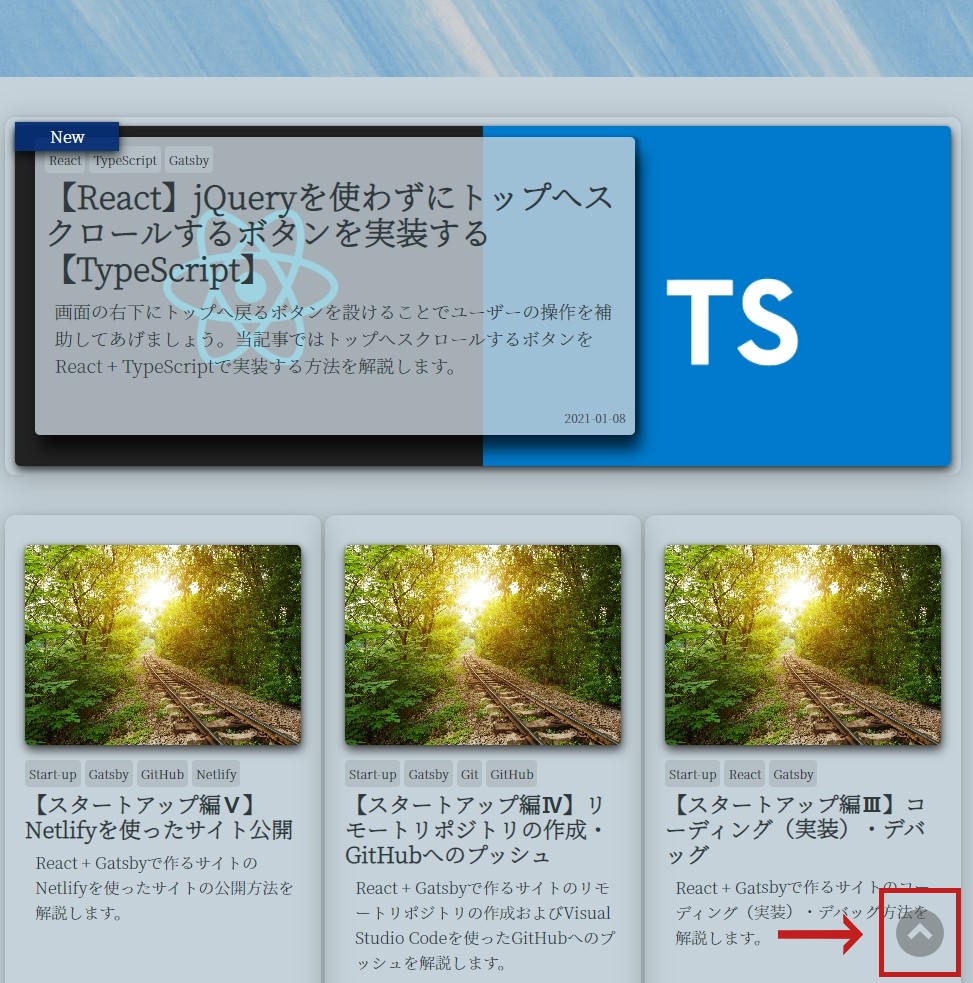 New
React TypeScript Gatsby
【React】jQueryを使わずにトップへス
クロールするボタンを実装する
【TypeScript】
画面の右下にトップへ戻るボタンを設けることでユーザーの操作を補
助してあげましょう。当記事ではトップへスクロールするボタンを
React + TypeScriptで実装する方法を解説します。
2021-01-08
TS
Start-up Gatsby GitHub Netlify
【スタートアップ編Ⅴ】
Netlifyを使ったサイト公開
React + Gatsbyで作るサイトの
Netlifyを使ったサイトの公開方法を
解説します。
Start-up Gatsby Git GitHub
【スタートアップ編Ⅳ】リ
モートリポジトリの作成・
GitHubへのプッシュ
React + Gatsbyで作るサイトのリモ
ートリポジトリの作成およびVisual
Studio Codeを使ったGitHubへのプ
ッシュを解説します。
Start-up React Gatsby
【スタートアップ編Ⅲ】コ
ーディング（実装）・デバ
ッグ
React + Gatsbyで作るサイトのコー
ディング（実装）・デバッグ方法を
解説します。